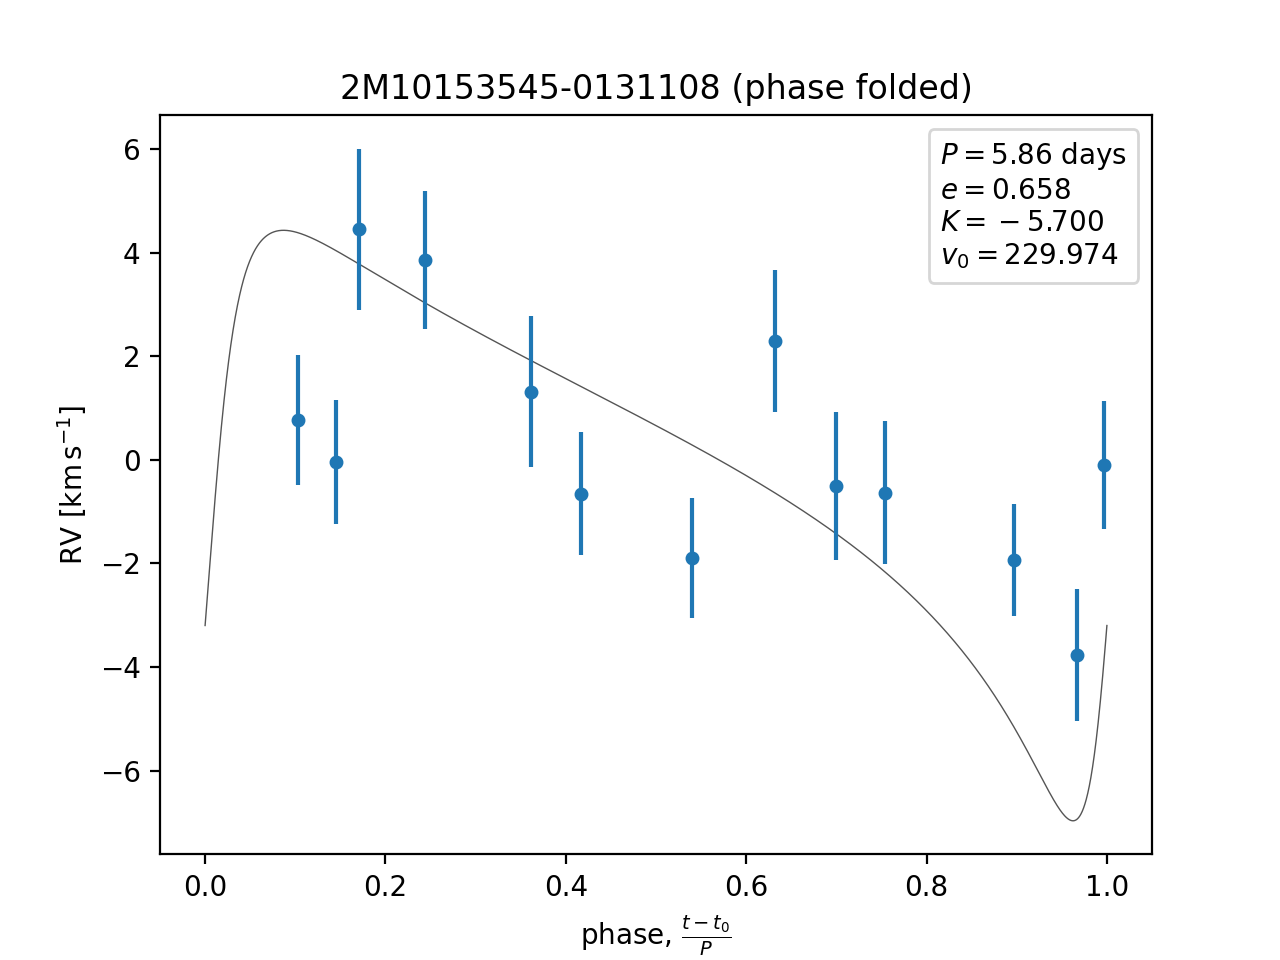 2M10153545-0131108 (phase folded)
P = 5.86 days
e = 0.658
K = −5.700
v₀ = 229.974
6
4
2
0
−2
−4
−6
RV [km s⁻¹]
0.0 0.2 0.4 0.6 0.8 1.0
phase, (t − t₀)/P